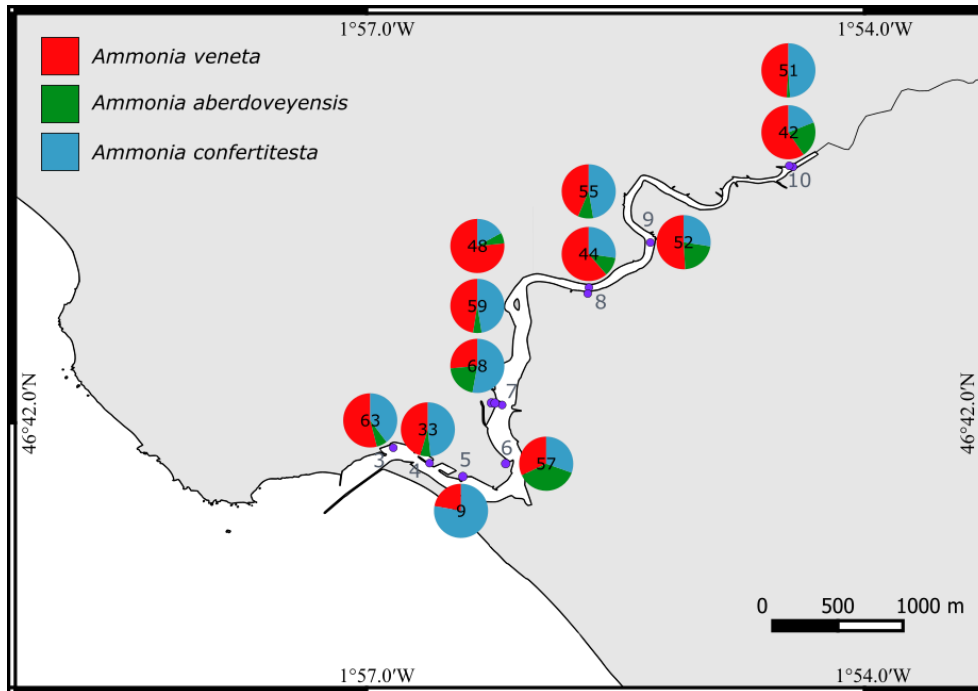 1°57.0'W
1°54.0'W
Ammonia veneta
Ammonia aberdoveyensis
Ammonia confertitesta
51
42
10
55
9
52
48
44
8
59
68
7
46°42.0'N
46°42.0'N
63
33
3
4
5
6
57
9
0 500 1000 m
1°57.0'W
1°54.0'W